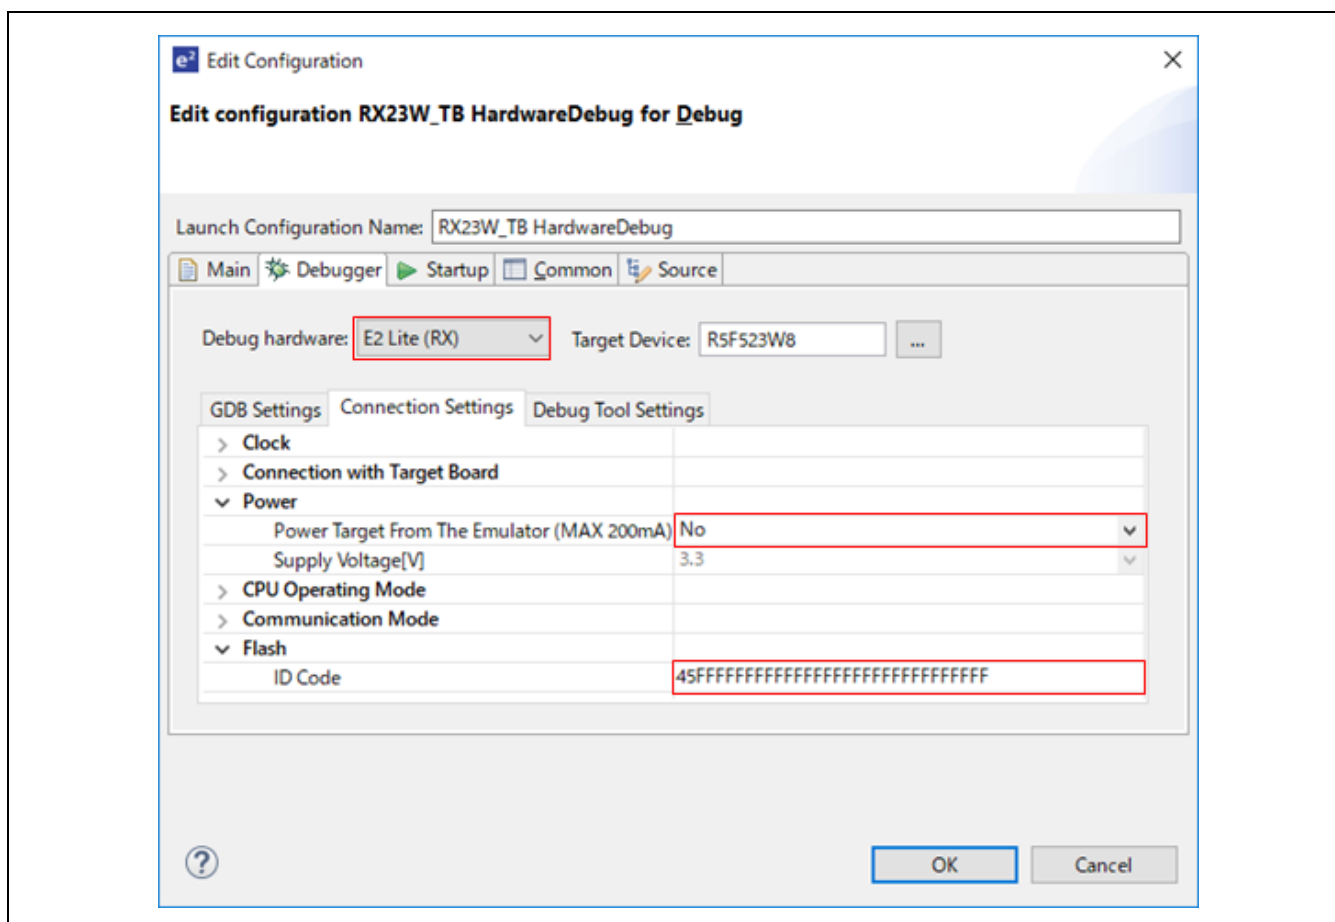 e² Edit Configuration
Edit configuration RX23W_TB HardwareDebug for Debug
Launch Configuration Name: RX23W_TB HardwareDebug
Main Debugger Startup Common Source
Debug hardware: E2 Lite (RX) Target Device: R5F523W8 ...
GDB Settings Connection Settings Debug Tool Settings
Clock
Connection with Target Board
Power
Power Target From The Emulator (MAX 200mA) No
Supply Voltage[V] 3.3
CPU Operating Mode
Communication Mode
Flash
ID Code 45FFFFFFFFFFFFFFFFFFFFFFFFFFFFFF
? OK Cancel